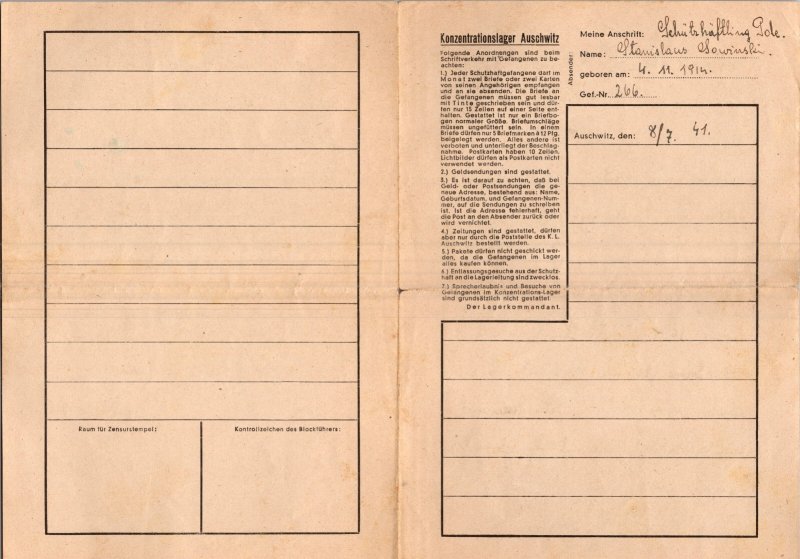 Raum für Zensurstempel:
Kontrollzeichen des Blockführers:
Konzentrationslager Auschwitz
Folgende Anordnungen sind beim
Schriftverkehr mit Gefangenen zu be-
achten:
1.) Jeder Schutzhaftgefangene darf im
Monat zwei Briefe oder zwei Karten
von seinen Angehörigen empfangen
und an sie absenden. Die Briefe an
die Gefangenen müssen gut lesbar
mit Tinte geschrieben sein und dür-
fen nur 15 Zeilen auf einer Seite ent-
halten. Gestattet ist nur ein Briefbo-
gen normaler Größe. Briefumschläge
müssen ungefüttert sein. In einem
Briefe dürfen nur 5 Briefmarken à 12 Pfg.
beigelegt werden. Alles andere ist
verboten und unterliegt der Beschlag-
nahme. Postkarten haben 10 Zeilen.
Lichtbilder dürfen als Postkarten nicht
verwendet werden.
2.) Geldsendungen sind gestattet.
3.) Es ist darauf zu achten, daß bei
Geld- oder Postsendungen die ge-
naue Adresse, bestehend aus: Name,
Geburtsdatum, und Gefangenen-Num-
mer, auf die Sendungen zu schreiben
ist. Ist die Adresse fehlerhaft, geht
die Post an den Absender zurück oder
wird vernichtet.
4.) Zeitungen sind gestattet, dürfen
aber nur durch die Poststelle des K. L.
Auschwitz bestellt werden.
5.) Pakete dürfen nicht geschickt wer-
den, da die Gefangenen im Lager
alles kaufen können.
6.) Entlassungsgesuche aus der Schutz-
haft an die Lagerleitung sind zwecklos.
7.) Sprecherlaubnis und Besuche von
Gefangenen im Konzentrations-Lager
sind grundsätzlich nicht gestattet.
Der Lagerkommandant.
Absender:
Meine Anschrift: Schützhäftling Pole.
Name: Stanislaus Sowinski.
geboren am: 4. 11. 1914.
Gef.-Nr. 266.
Auschwitz, den: 8/7. 41.